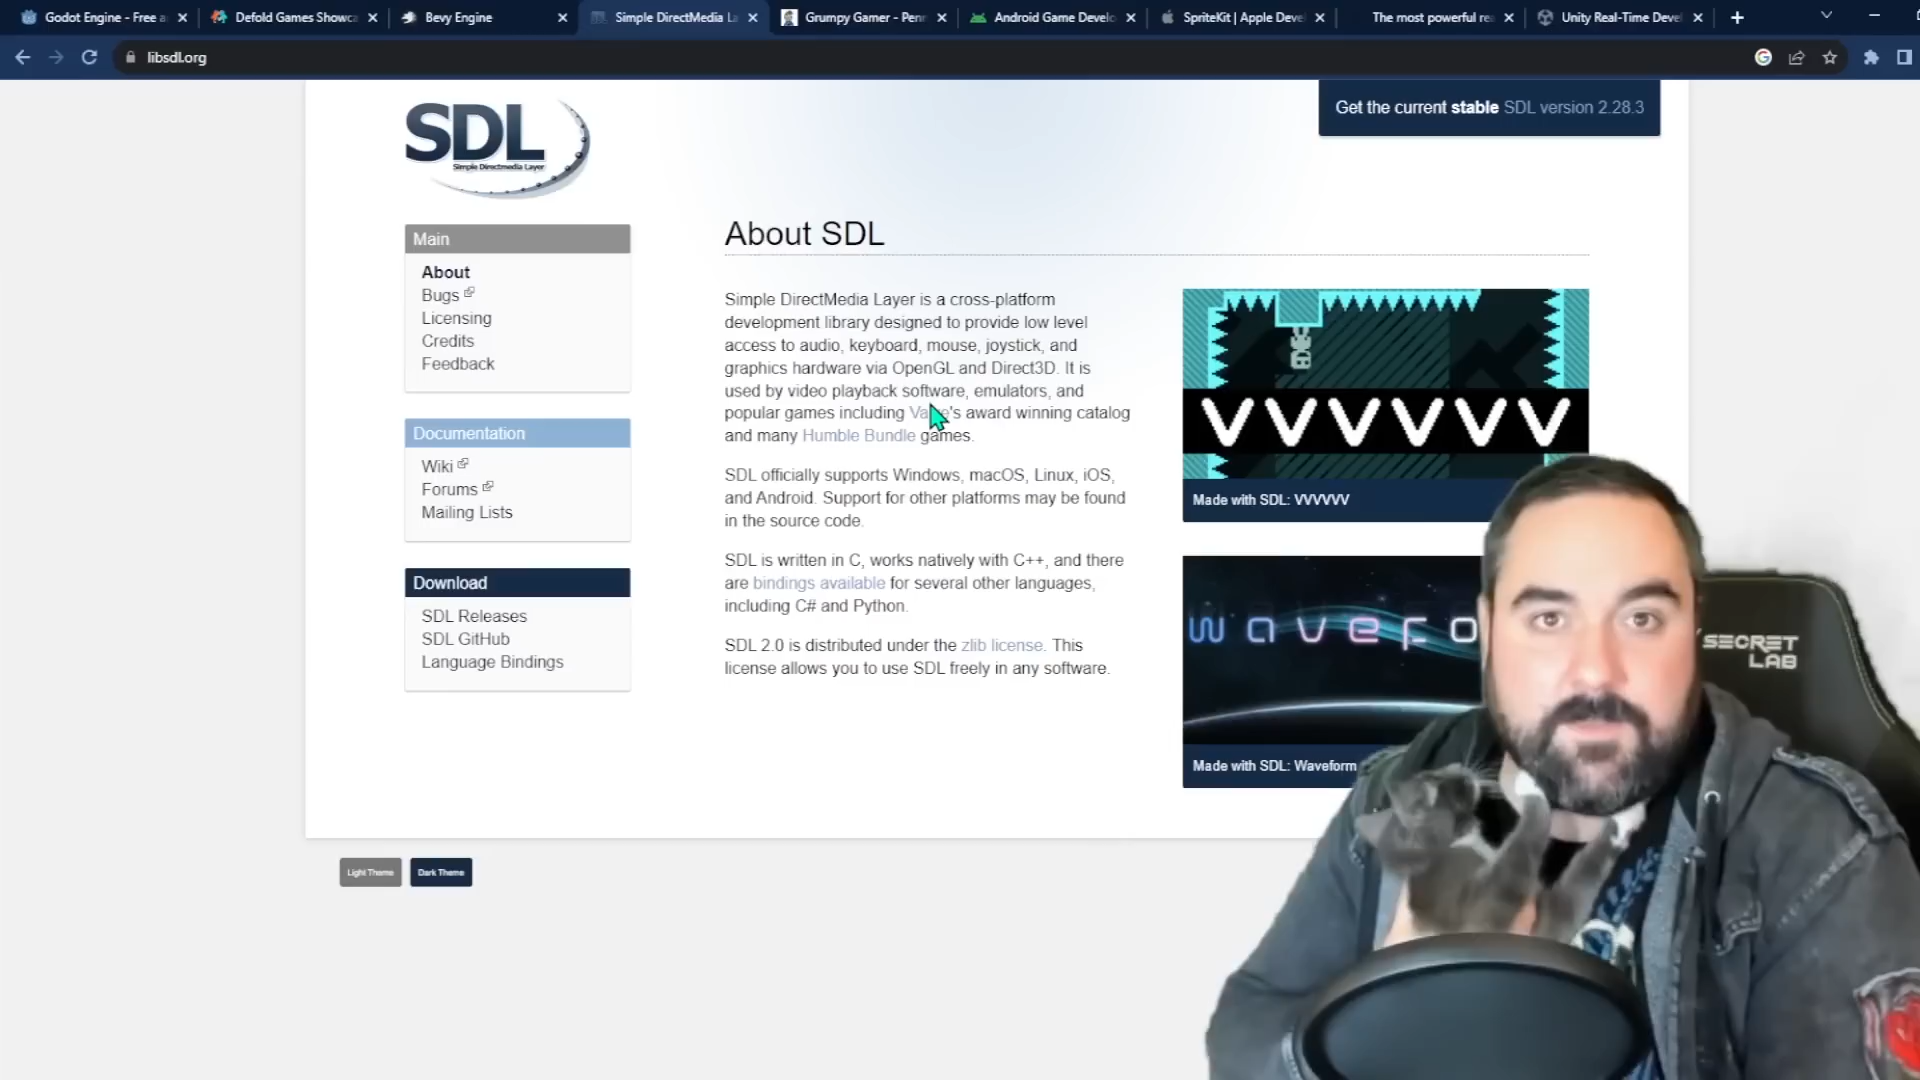 Godot Engine - Free a
Defold Games Showca
Bevy Engine
Simple DirectMedia La
Grumpy Gamer - Penn
Android Game Develo
SpriteKit | Apple Deve
The most powerful re
Unity Real-Time Devel
libsdl.org
SDL
Simple Directmedia Layer
Get the current stable SDL version 2.28.3
Main
About
Bugs
Licensing
Credits
Feedback
Documentation
Wiki
Forums
Mailing Lists
Download
SDL Releases
SDL GitHub
Language Bindings
About SDL
Simple DirectMedia Layer is a cross-platform
development library designed to provide low level
access to audio, keyboard, mouse, joystick, and
graphics hardware via OpenGL and Direct3D. It is
used by video playback software, emulators, and
popular games including Valve's award winning catalog
and many Humble Bundle games.
SDL officially supports Windows, macOS, Linux, iOS,
and Android. Support for other platforms may be found
in the source code.
SDL is written in C, works natively with C++, and there
are bindings available for several other languages,
including C# and Python.
SDL 2.0 is distributed under the zlib license. This
license allows you to use SDL freely in any software.
VVVVVV
Made with SDL: VVVVVV
wavefo
Made with SDL: Waveform
SECRET
LAB
Light Theme
Dark Theme